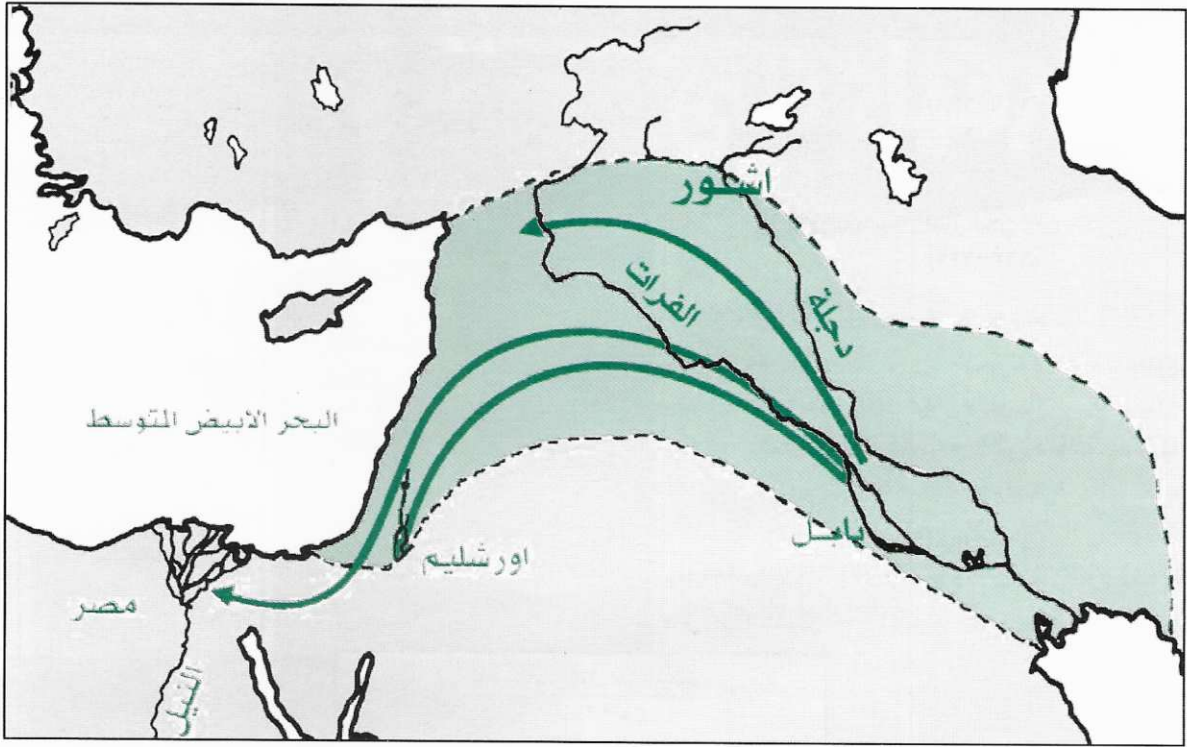 اشور
الفرات
دجلة
البحر الابيض المتوسط
بابل
اورشليم
مصر
النيل